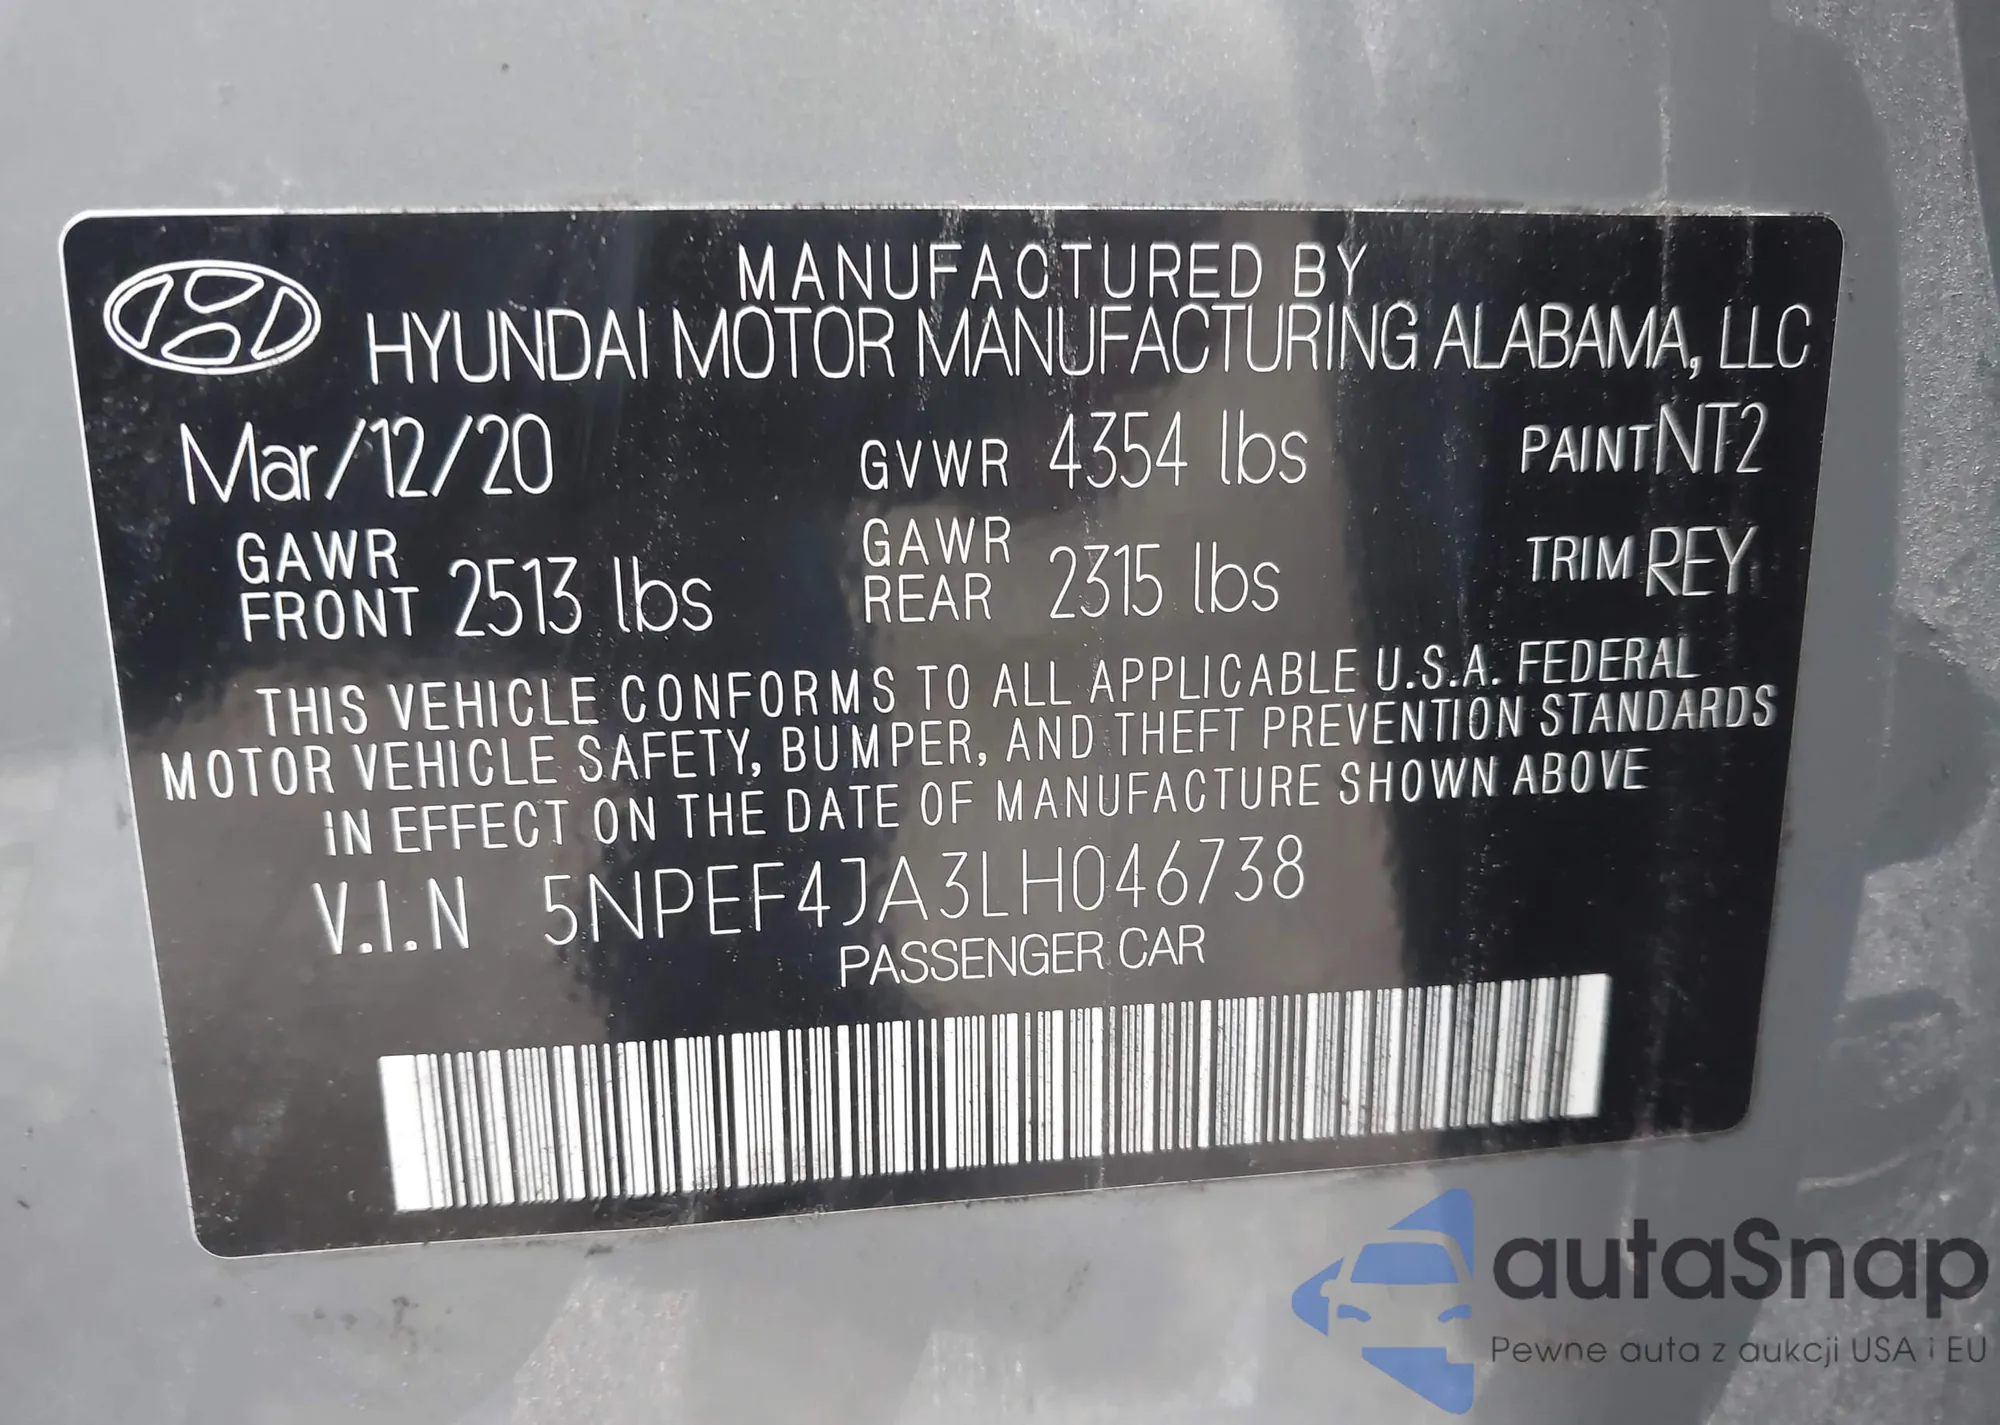 MANUFACTURED BY
HYUNDAI MOTOR MANUFACTURING ALABAMA, LLC
Mar/12/20 GVWR 4354 lbs PAINT NT2
GAWR FRONT 2513 lbs GAWR REAR 2315 lbs TRIM REY
THIS VEHICLE CONFORMS TO ALL APPLICABLE U.S.A. FEDERAL
MOTOR VEHICLE SAFETY, BUMPER, AND THEFT PREVENTION STANDARDS
IN EFFECT ON THE DATE OF MANUFACTURE SHOWN ABOVE
V.I.N 5NPEF4JA3LH046738
PASSENGER CAR
autaSnap
Pewne auta z aukcji USA i EU